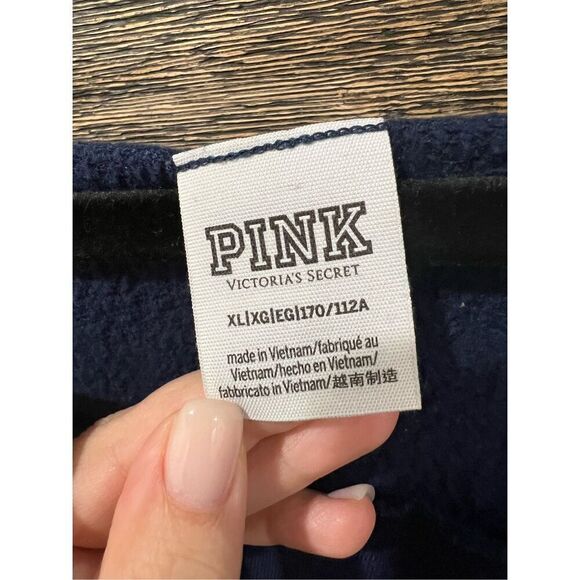 PINK
VICTORIA'S SECRET
XL|XG|EG|170/112A
made in Vietnam/fabriqué au
Vietnam/hecho en Vietnam/
fabbricato in Vietnam/越南制造